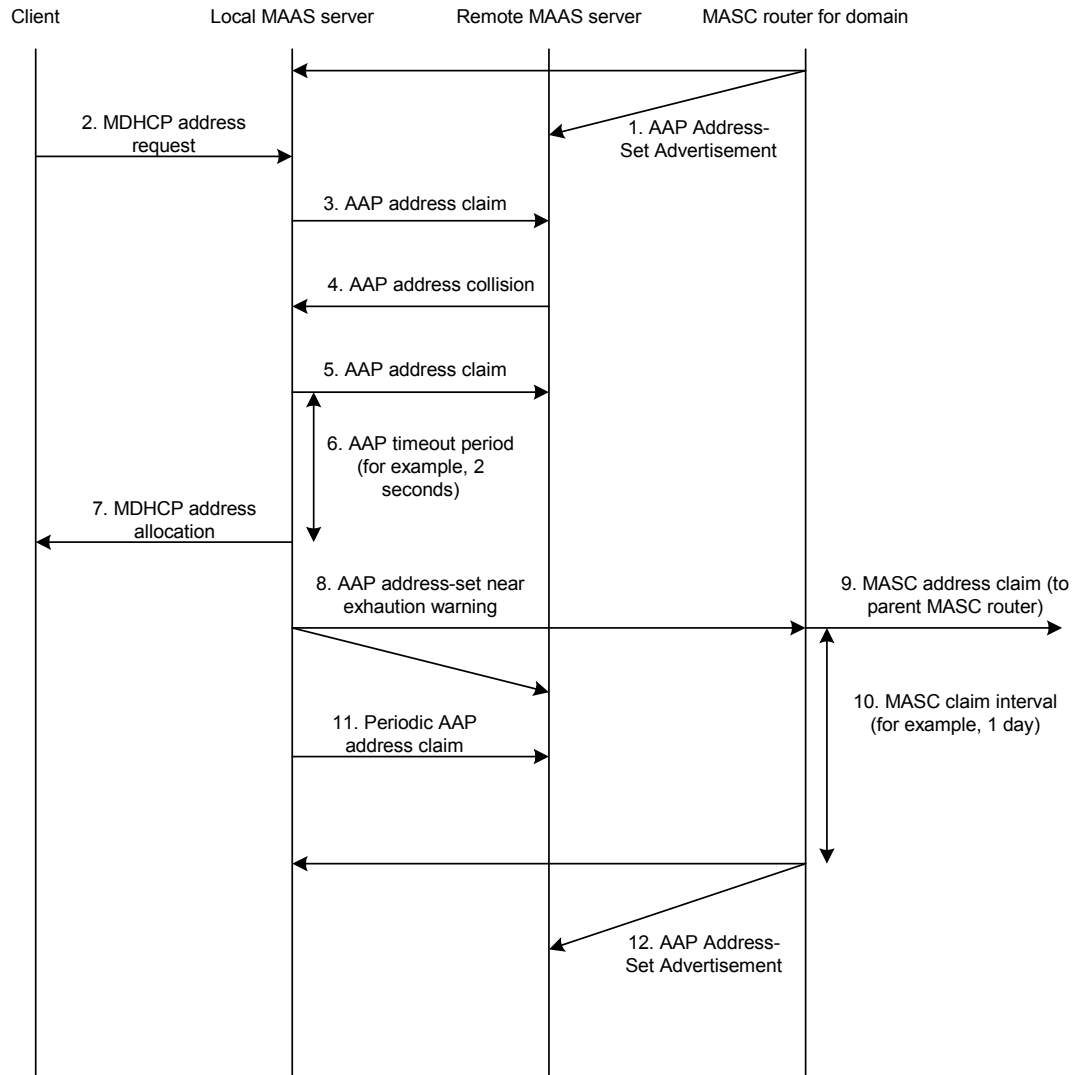 Client
Local MAAS server
Remote MAAS server
MASC router for domain
1. AAP Address-
Set Advertisement
2. MDHCP address
request
3. AAP address claim
4. AAP address collision
5. AAP address claim
6. AAP timeout period
(for example, 2
seconds)
7. MDHCP address
allocation
8. AAP address-set near
exhaution warning
9. MASC address claim (to
parent MASC router)
10. MASC claim interval
(for example, 1 day)
11. Periodic AAP
address claim
12. AAP Address-
Set Advertisement